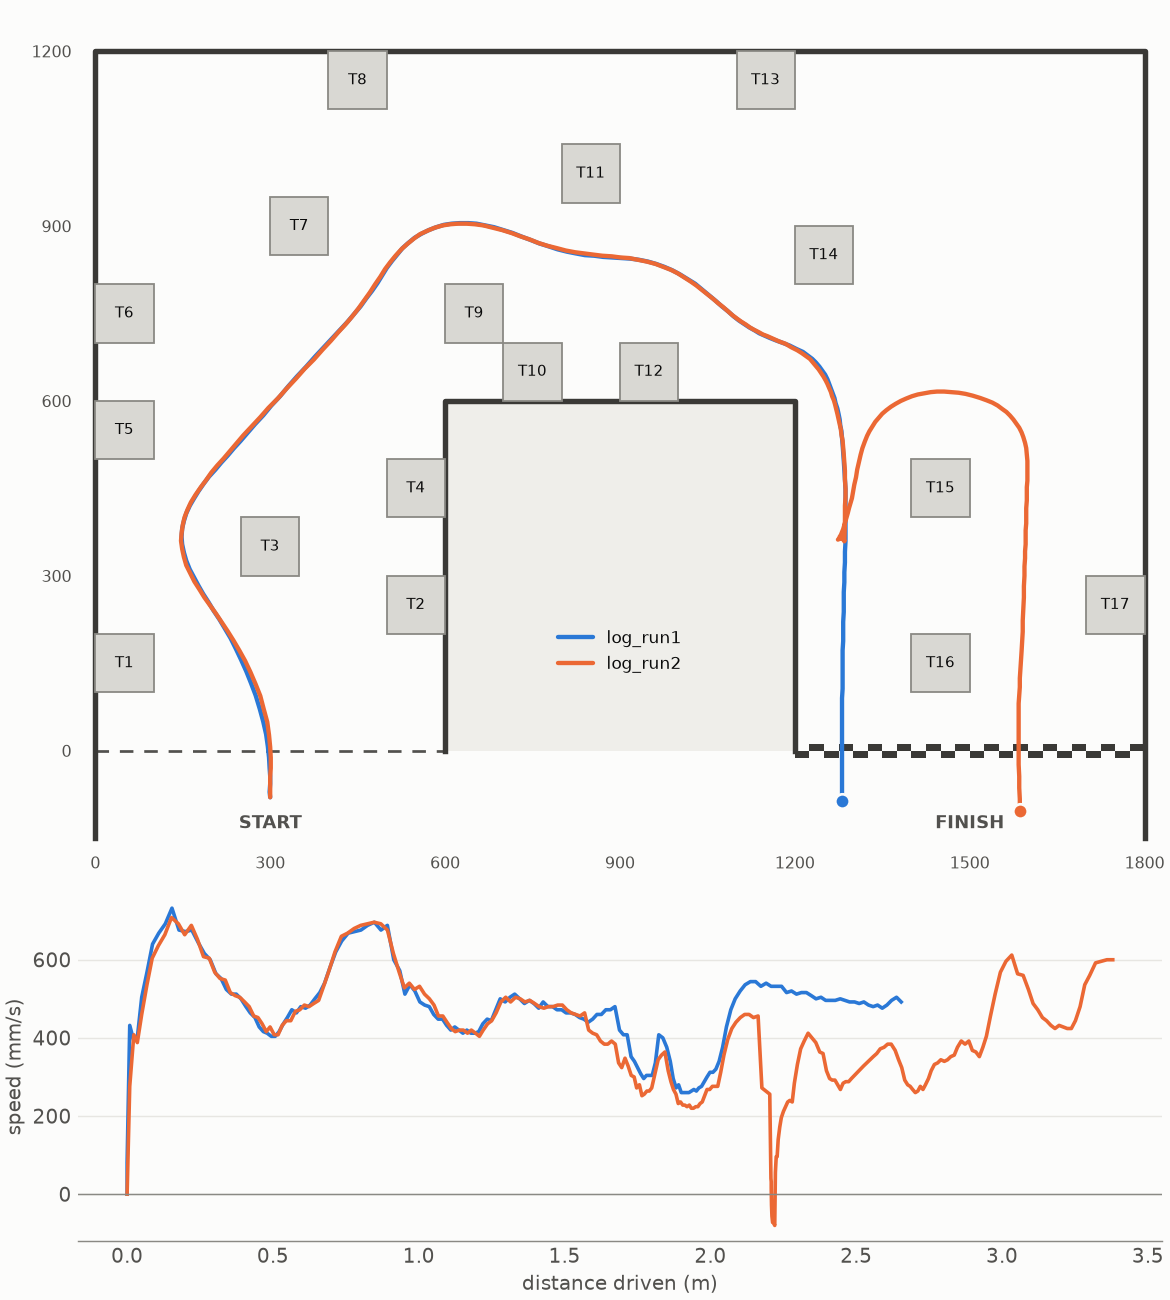 1200
T8
T13
T11
900
T7
T14
T6
T9
T10
T12
600
T5
T4
T15
T3
300
T2
T17
log_run1
log_run2
T1
T16
0
START
FINISH
0 300 600 900 1200 1500 1800
600
400
200
0
speed (mm/s)
0.0 0.5 1.0 1.5 2.0 2.5 3.0 3.5
distance driven (m)